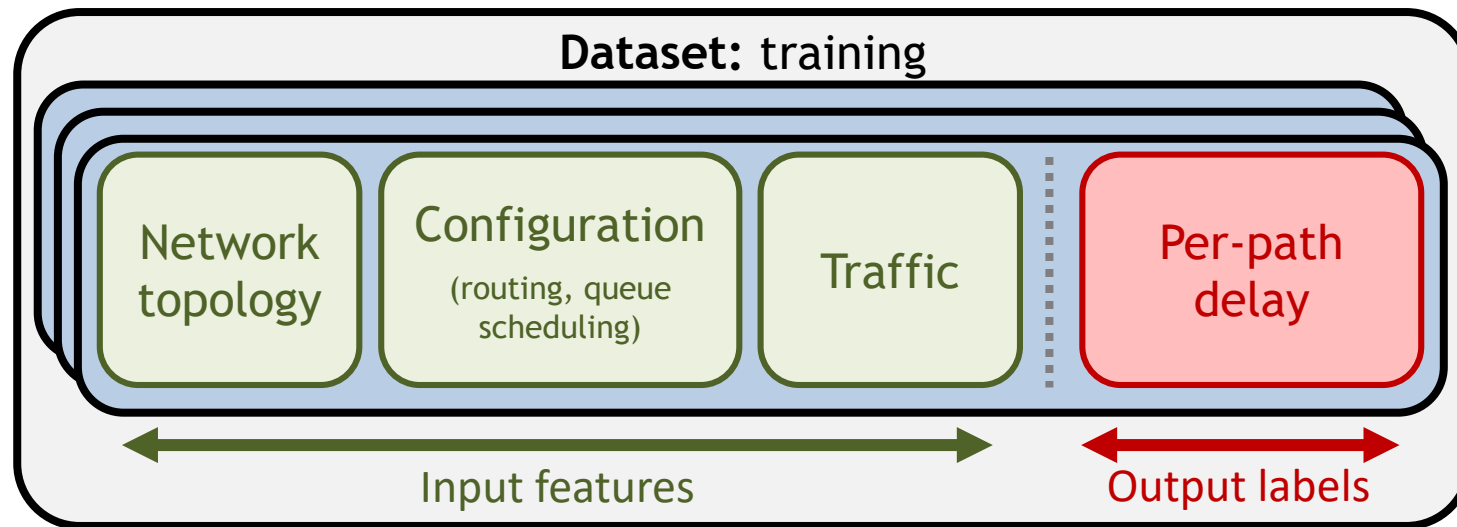 Dataset: training
Network
topology
Configuration
(routing, queue
scheduling)
Traffic
Per-path
delay
Input features
Output labels